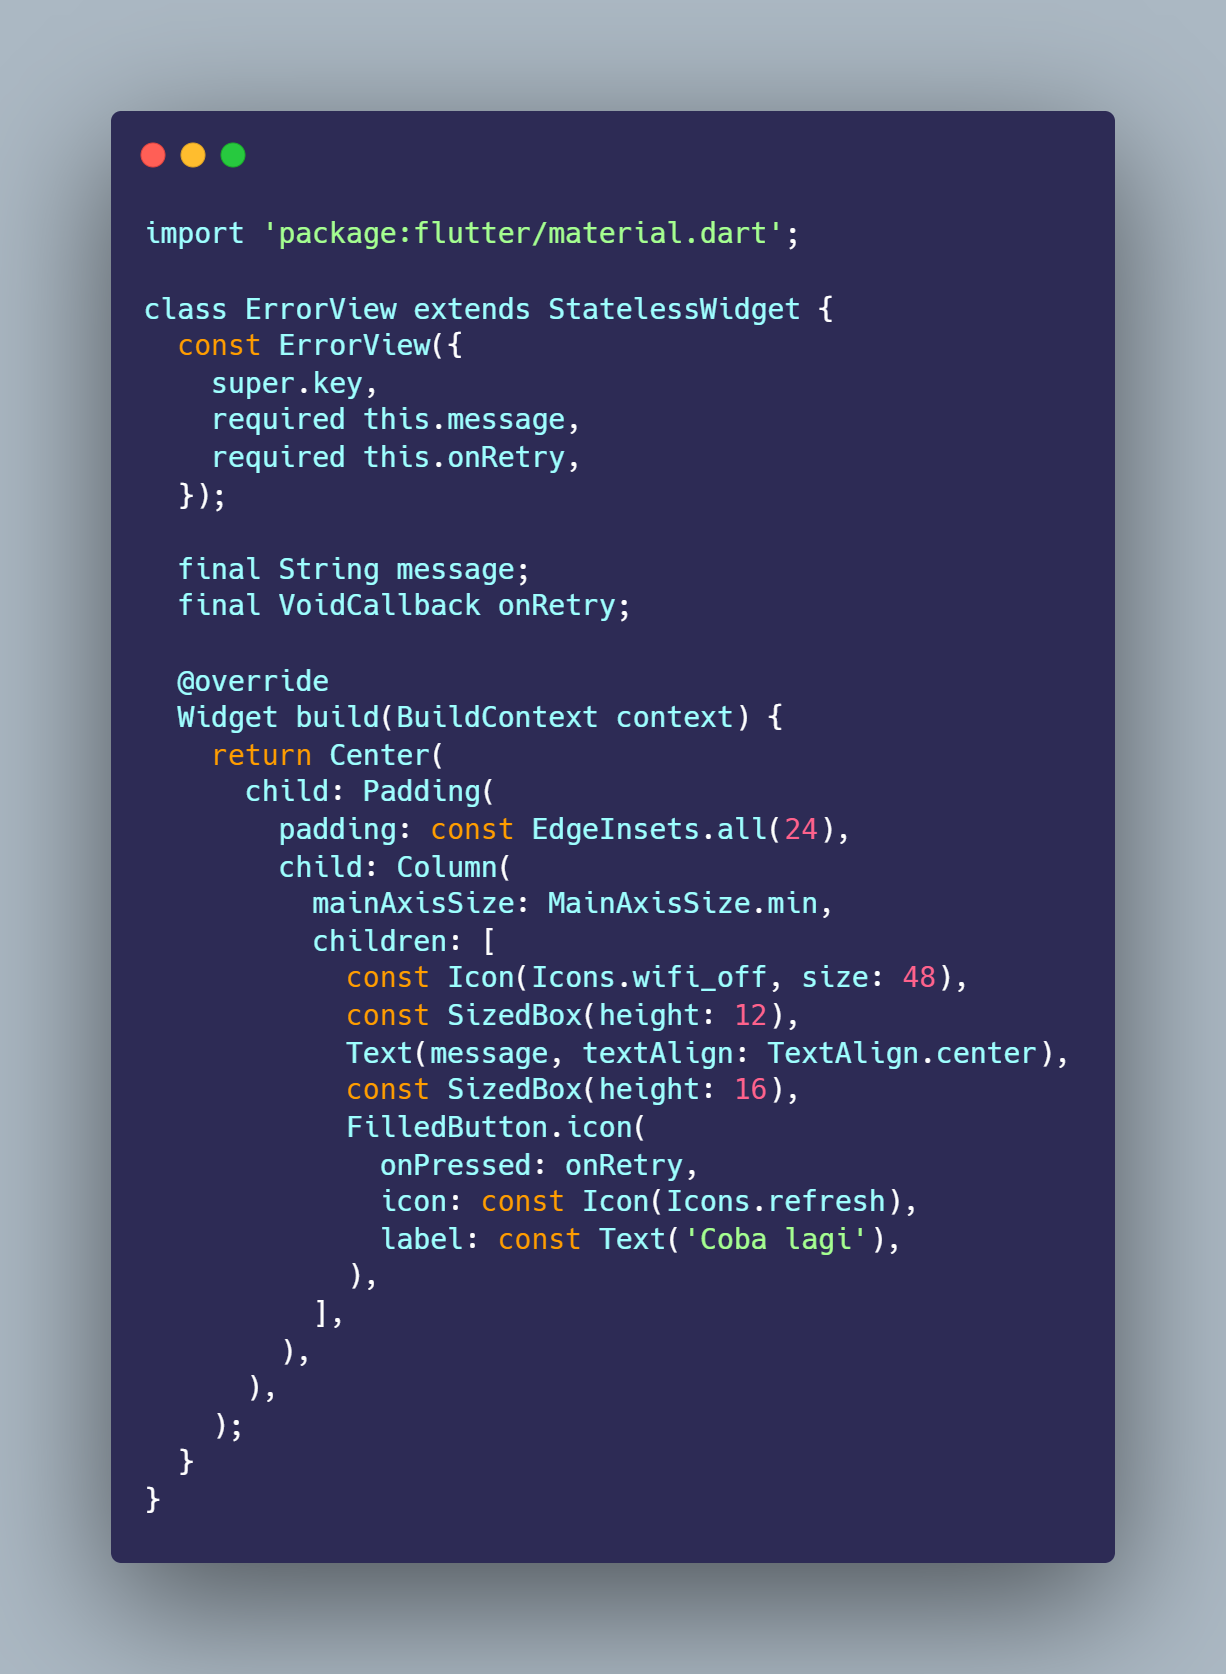 import 'package:flutter/material.dart';

class ErrorView extends StatelessWidget {
  const ErrorView({
    super.key,
    required this.message,
    required this.onRetry,
  });

  final String message;
  final VoidCallback onRetry;

  @override
  Widget build(BuildContext context) {
    return Center(
      child: Padding(
        padding: const EdgeInsets.all(24),
        child: Column(
          mainAxisSize: MainAxisSize.min,
          children: [
            const Icon(Icons.wifi_off, size: 48),
            const SizedBox(height: 12),
            Text(message, textAlign: TextAlign.center),
            const SizedBox(height: 16),
            FilledButton.icon(
              onPressed: onRetry,
              icon: const Icon(Icons.refresh),
              label: const Text('Coba lagi'),
            ),
          ],
        ),
      ),
    );
  }
}